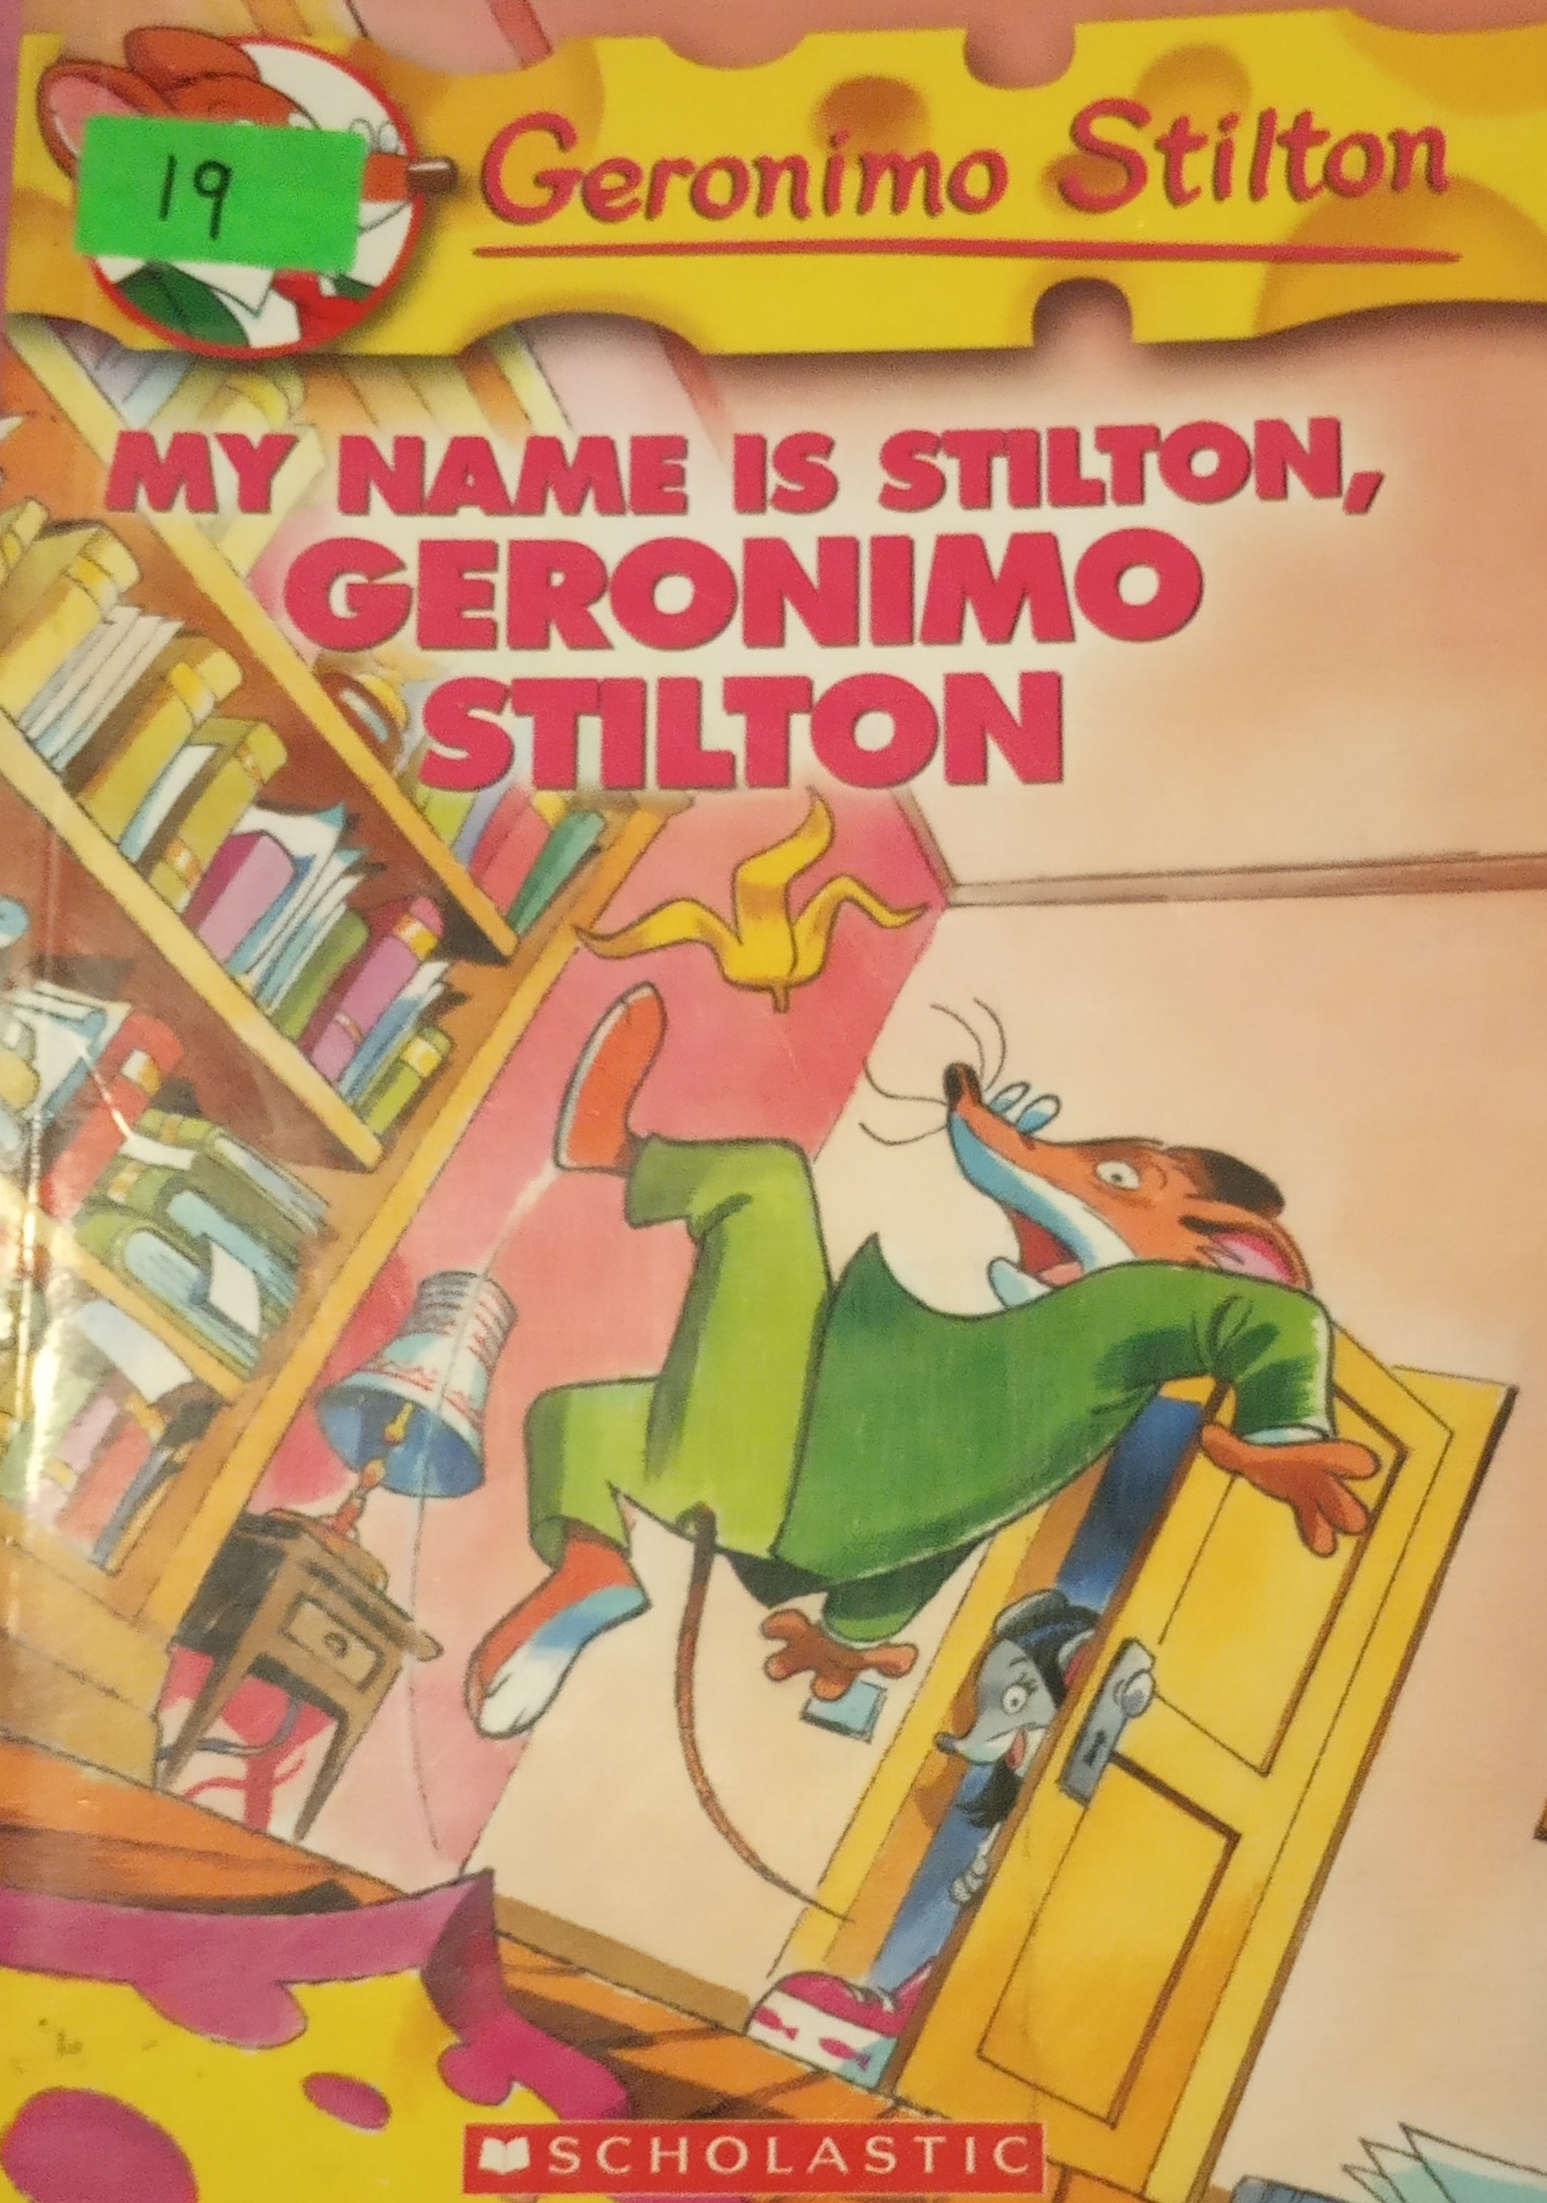 19
Geronimo Stilton
MY NAME IS STILTON,
GERONIMO
STILTON
SCHOLASTIC